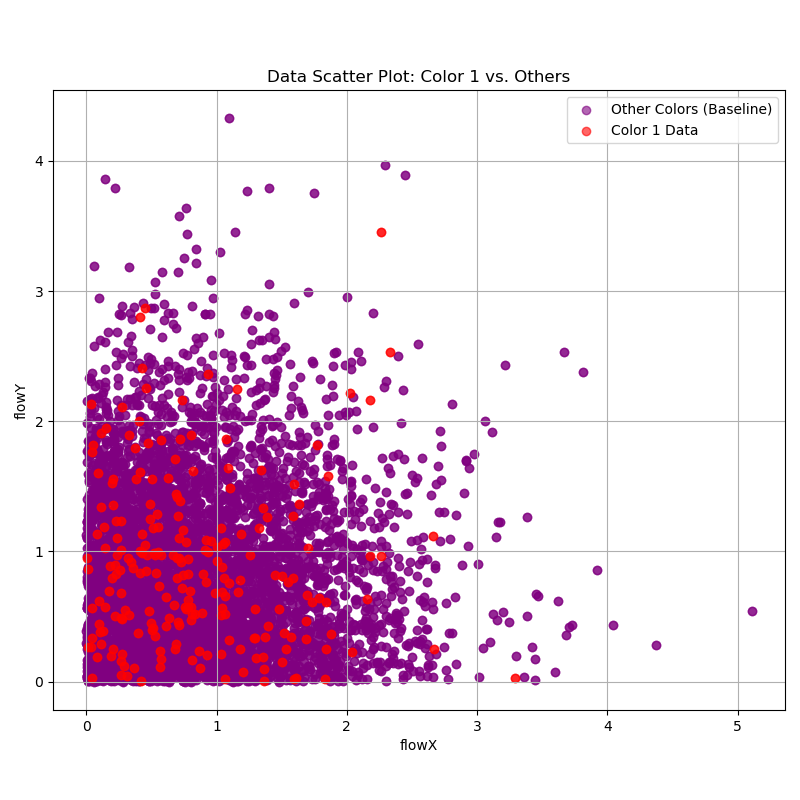 Data Scatter Plot: Color 1 vs. Others
Other Colors (Baseline)
Color 1 Data
flowY
4
3
2
1
0
0 1 2 3 4 5
flowX